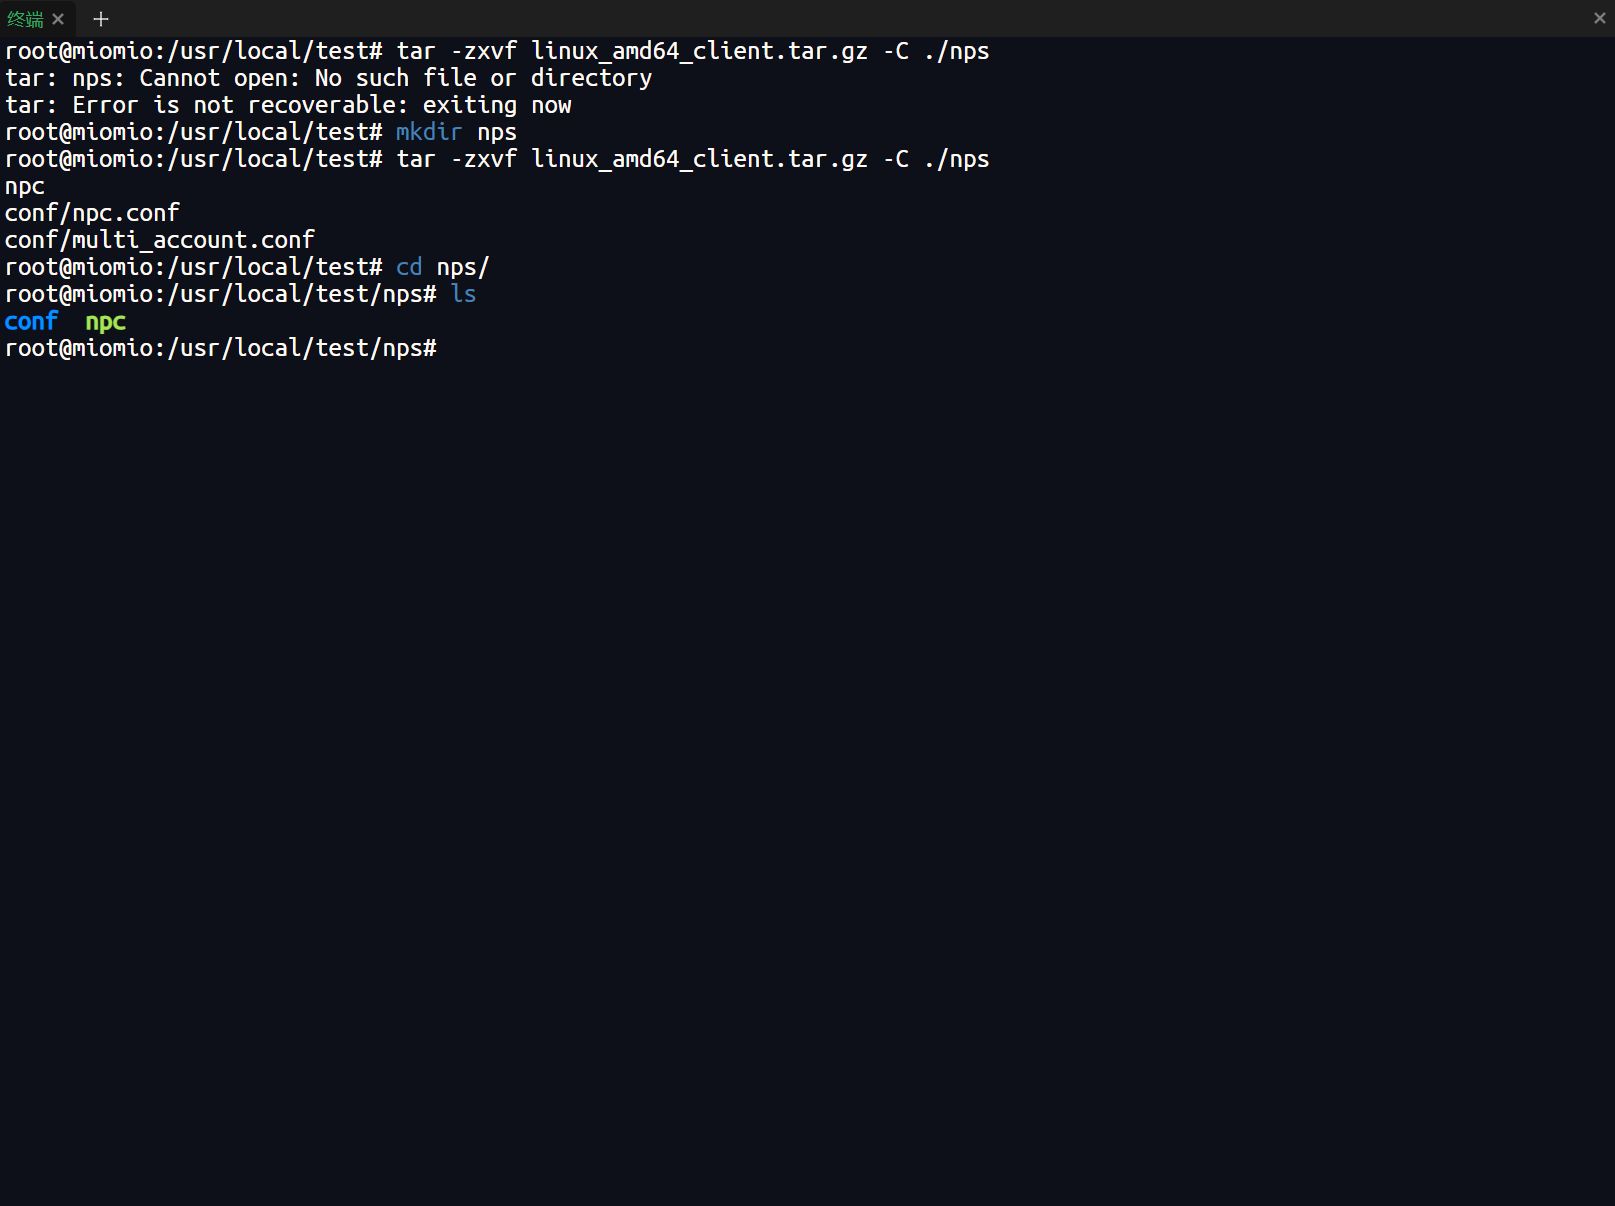 终端
root@miomio:/usr/local/test# tar -zxvf linux_amd64_client.tar.gz -C ./nps
tar: nps: Cannot open: No such file or directory
tar: Error is not recoverable: exiting now
root@miomio:/usr/local/test# mkdir nps
root@miomio:/usr/local/test# tar -zxvf linux_amd64_client.tar.gz -C ./nps
npc
conf/npc.conf
conf/multi_account.conf
root@miomio:/usr/local/test# cd nps/
root@miomio:/usr/local/test/nps# ls
conf  npc
root@miomio:/usr/local/test/nps#